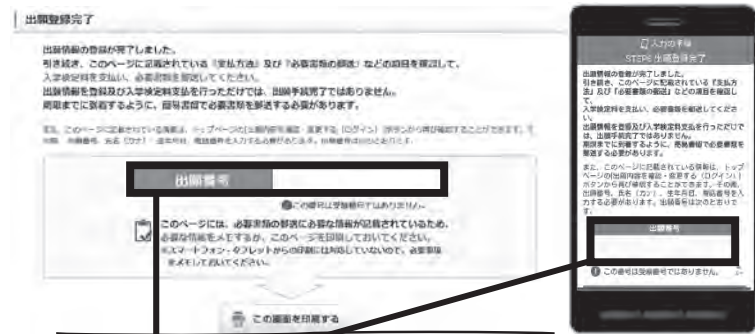 出願登録完了
出願情報の登録が完了しました。
引き続き、このページに記載されている『支払方法』及び『必要書類の郵送』などの項目を確認して、
入学検定料を支払い、必要書類を郵送してください。
出願情報を登録及び入学検定料支払を行っただけでは、出願手続完了ではありません。
期限までに到着するように、簡易書留で必要書類を郵送する必要があります。
また、このページに記載されている情報は、トップページの
出願番号
この番号は受験番号ではありません。
このページには、必要書類の郵送に必要な情報が記載されているため、
必要な情報をメモするか、このページを印刷しておいてください。
※スマートフォン・タブレットからの印刷には対応していないので、必要事項
をメモしておいてください。
この画面を印刷する
入力の手順
STEP5 出願登録完了
出願情報の登録が完了しました。
引き続き、このページに記載されている『支払方
法』及び『必要書類の郵送』などの項目を確認し
て、
入学検定料を支払い、必要書類を郵送してくださ
い。
出願情報を登録及び入学検定料支払を行っただけで
は、出願手続完了ではありません。
期限までに到着するように、簡易書留で必要書類を
郵送する必要があります。
また、このページに記載されている情報は、トップ
ページの[出願内容を確認・変更する（ログイン）]
ボタンから再び確認することができます。その際、
出願番号、氏名（カナ）、生年月日、電話番号を入
力する必要があります。出願番号は次のとおりで
す。
出願番号
この番号は受験番号ではありません。